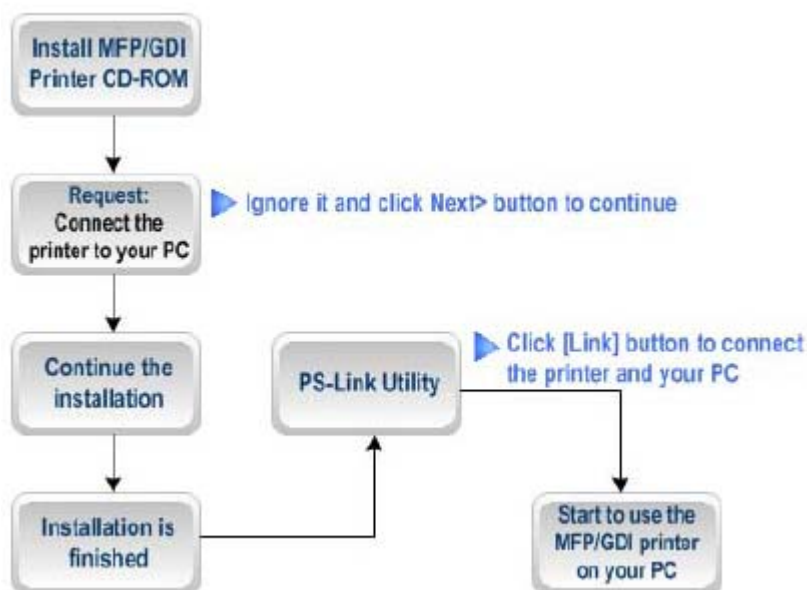 Install MFP/GDI
Printer CD-ROM
Request:
Connect the
printer to your PC
Ignore it and click Next> button to continue
Continue the
installation
Installation is
finished
PS-Link Utility
Click [Link] button to connect
the printer and your PC
Start to use the
MFP/GDI printer
on your PC